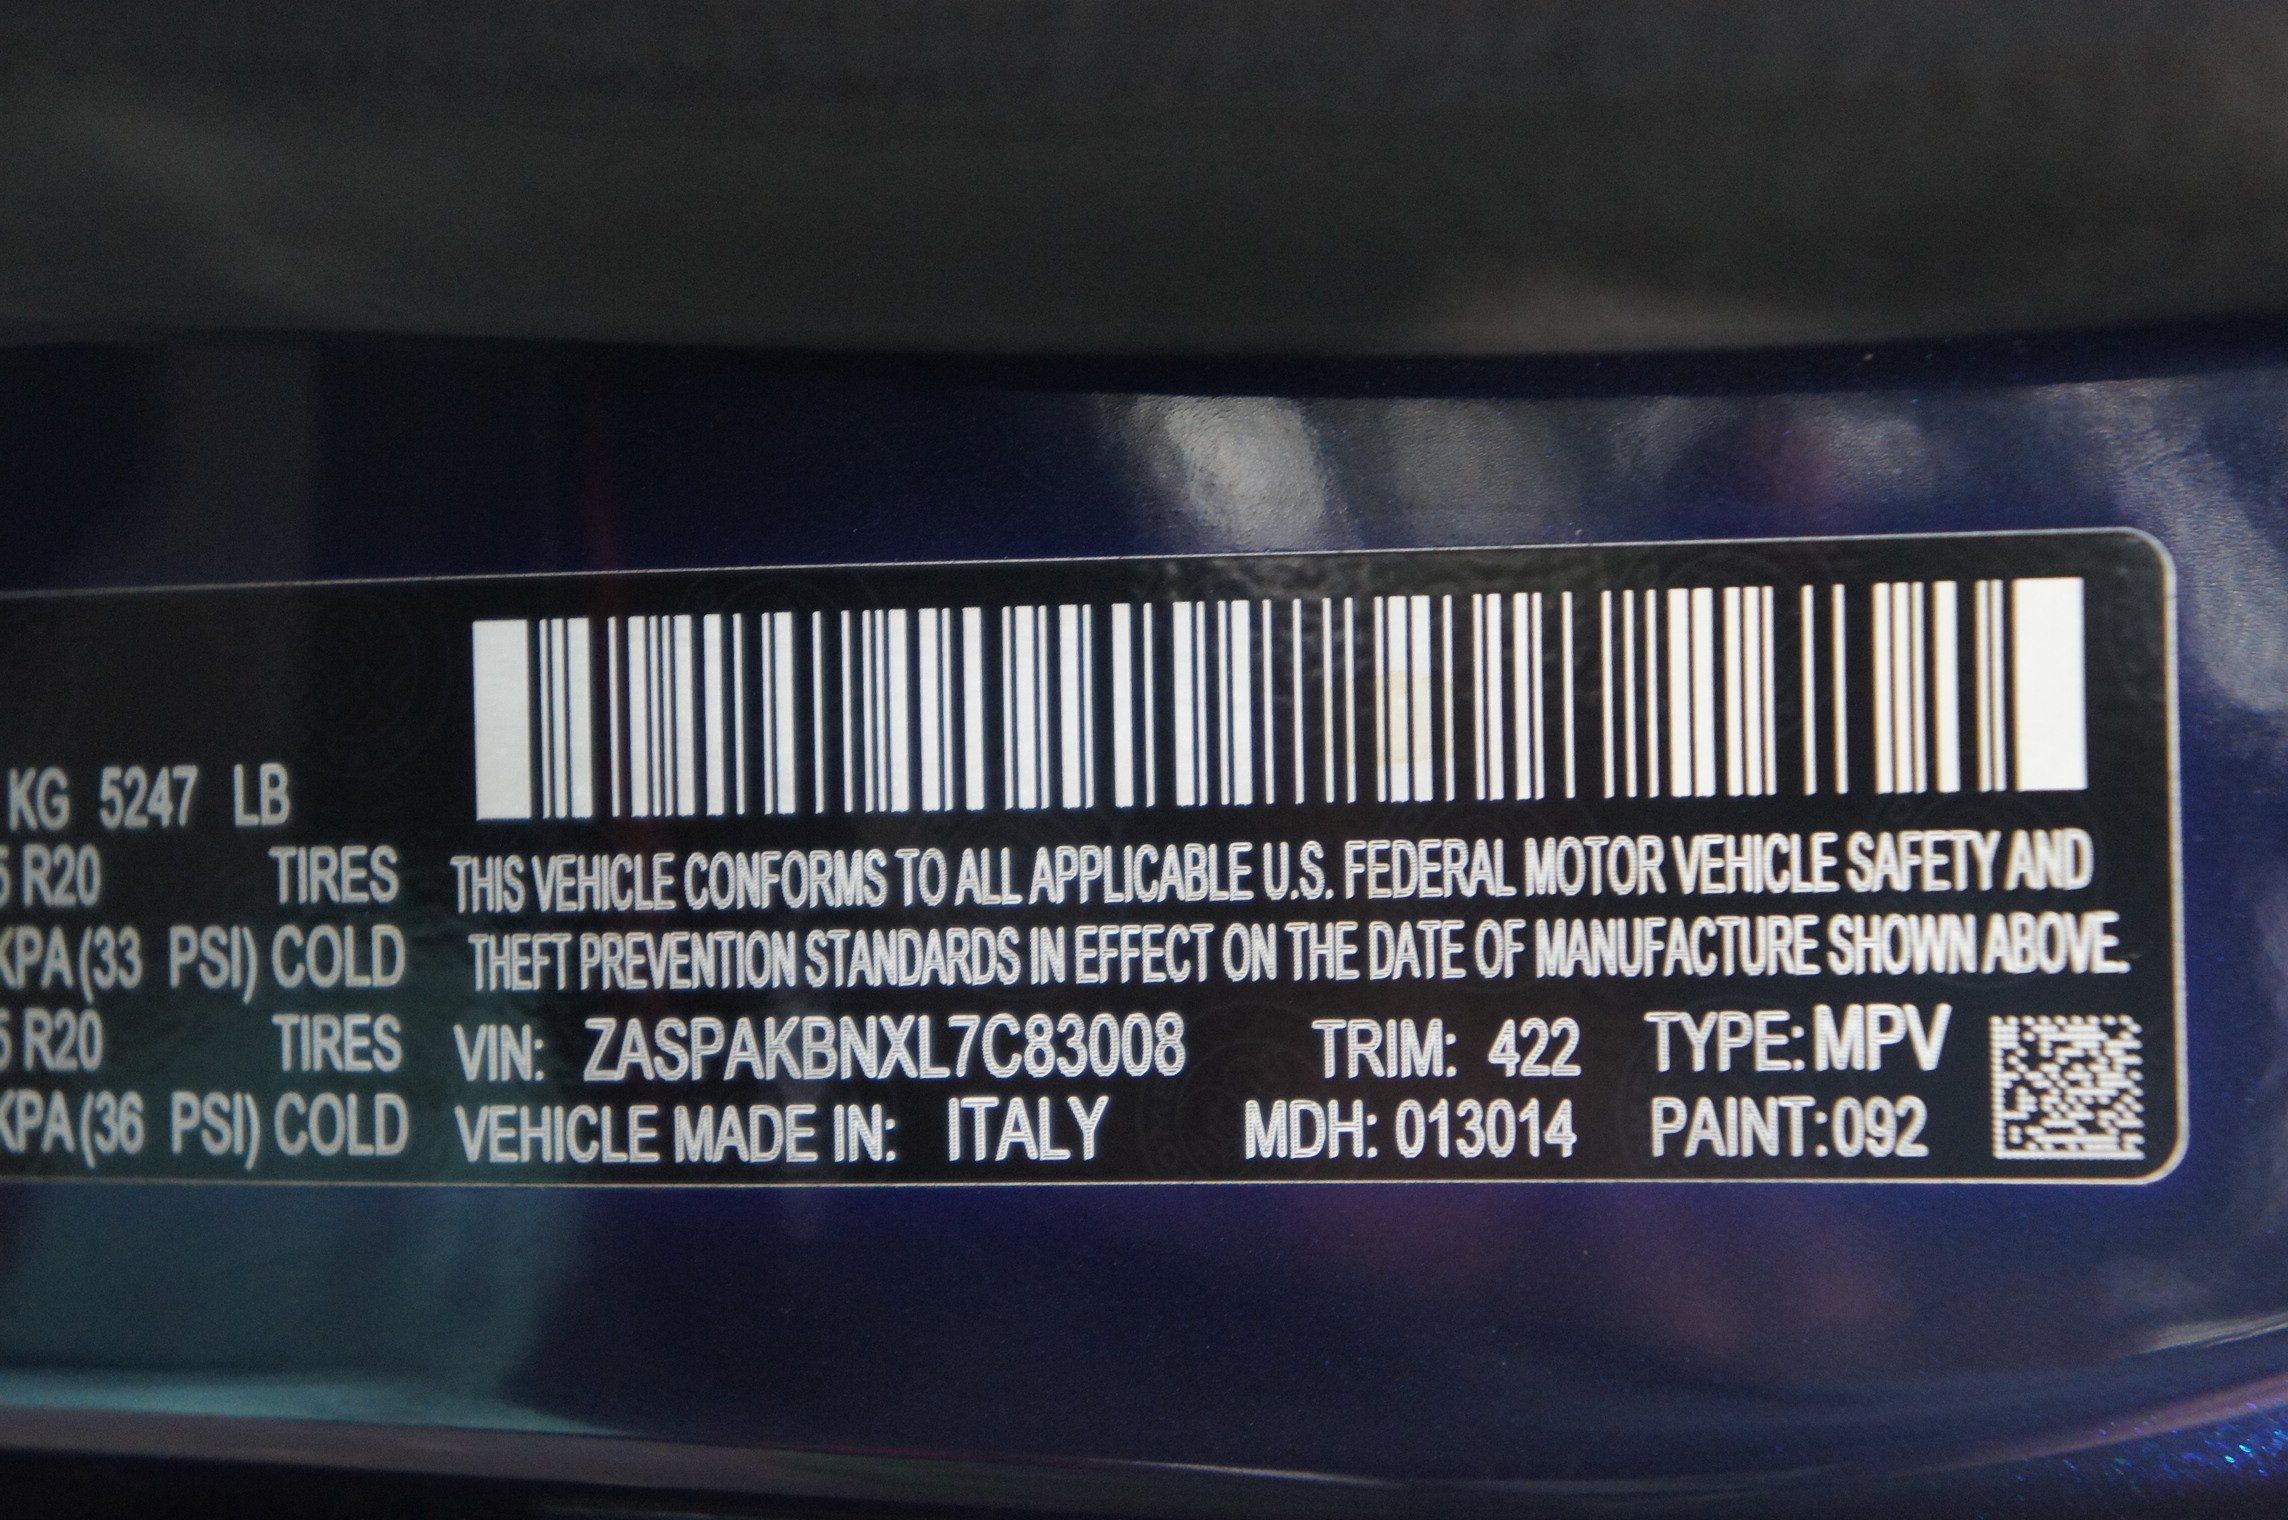 KG 5247 LB
5 R20 TIRES
KPA(33 PSI) COLD
5 R20 TIRES
KPA(36 PSI) COLD
THIS VEHICLE CONFORMS TO ALL APPLICABLE U.S. FEDERAL MOTOR VEHICLE SAFETY AND
THEFT PREVENTION STANDARDS IN EFFECT ON THE DATE OF MANUFACTURE SHOWN ABOVE.
VIN: ZASPAKBNXL7C83008 TRIM: 422 TYPE: MPV
VEHICLE MADE IN: ITALY MDH: 013014 PAINT: 092